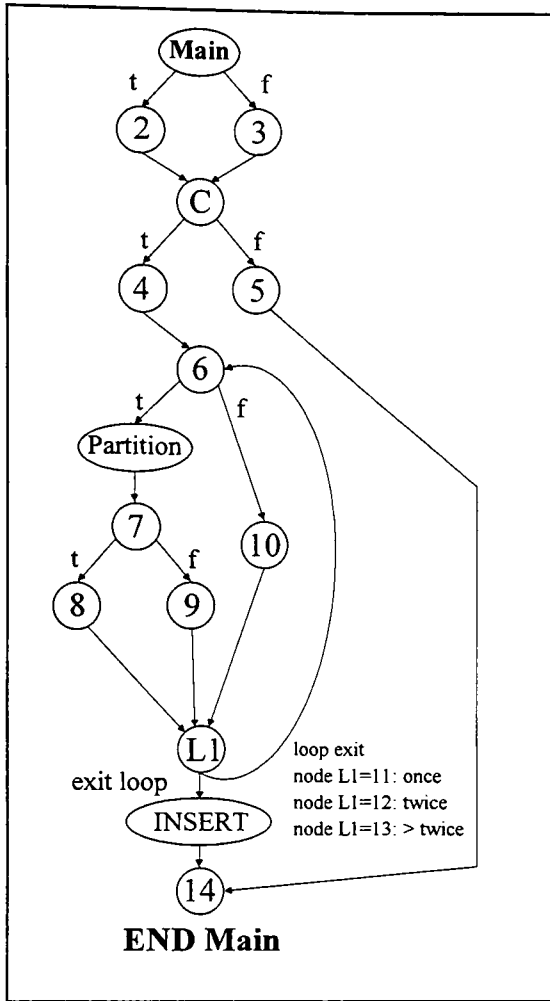 Main
t
f
2
3
C
t
f
4
5
6
t
f
Partition
7
10
t
f
8
9
L1
loop exit
exit loop
node L1=11: once
node L1=12: twice
INSERT
node L1=13: > twice
14
END Main